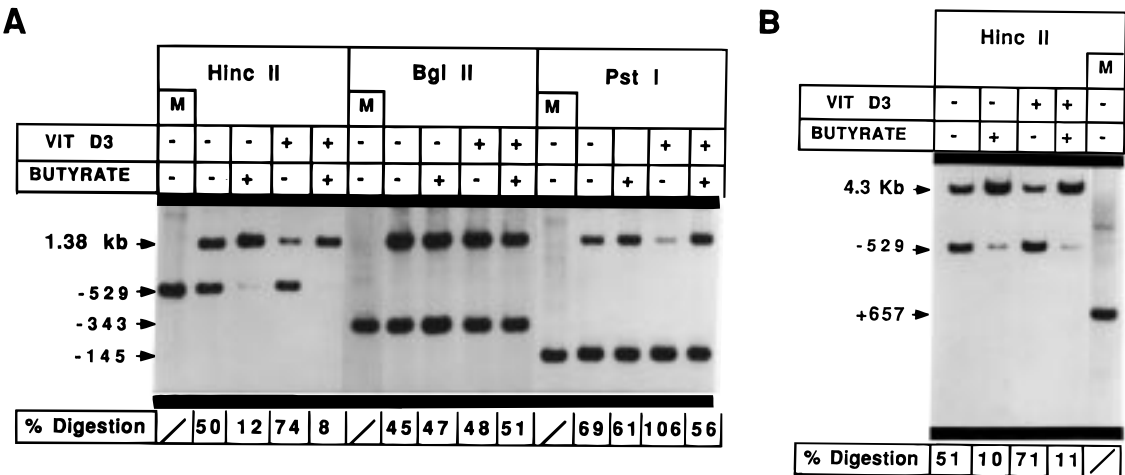 A
Hinc II Bgl II Pst I
M M M
VIT D3 - - - + + - - - + + - - + +
BUTYRATE - - + - + - - + - + - - + - +
1.38 kb
-529
-343
-145
% Digestion / 50 12 74 8 / 45 47 48 51 / 69 61 106 56
B
Hinc II
M
VIT D3 - - + + -
BUTYRATE - + - + -
4.3 Kb
-529
+657
% Digestion 51 10 71 11 /